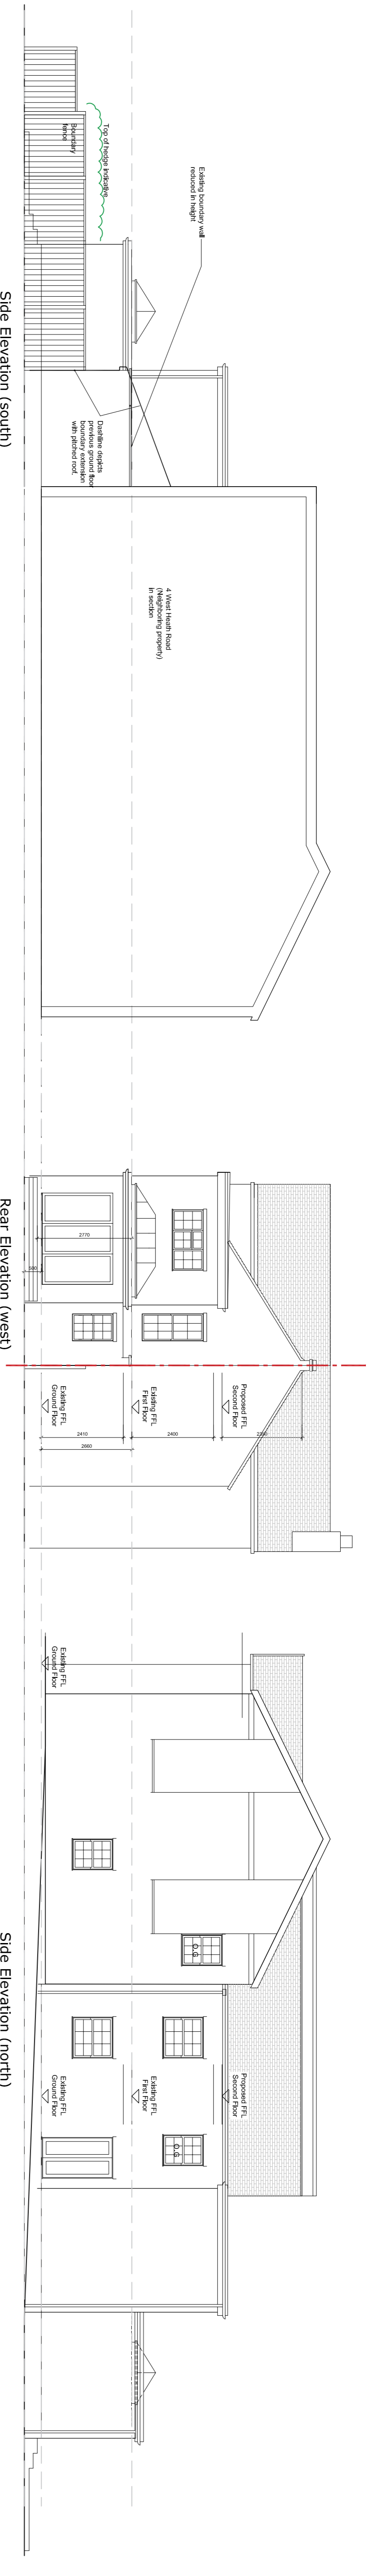 Existing boundary wall
reduced in height
Top of hedge indicative
Boundary
fence
Dashline depicts
previous ground floor
boundary extension
with pitched roof.
4 West Heath Road
(Neighboring property)
in section
Side Elevation (south)
2770
590
Proposed FFL
Second Floor
Existing FFL
First Floor
Existing FFL
Ground Floor
2410
2660
2400
Rear Elevation (west)
Existing FFL
Ground Floor
O.G
O.G
Proposed FFL
Second Floor
Existing FFL
First Floor
Existing FFL
Ground Floor
Side Elevation (north)